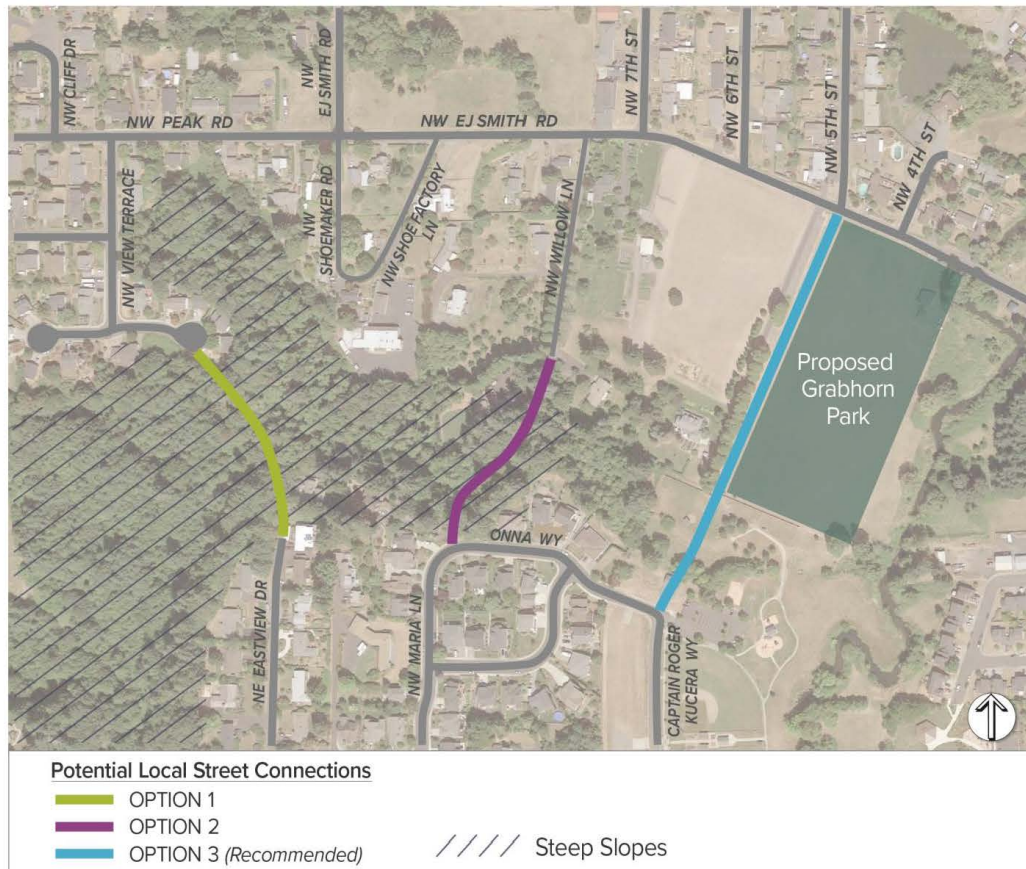 NW CLIFF DR
NW PEAK RD
NW
EJ SMITH RD
NW EJ SMITH RD
NW 7TH ST
NW 6TH ST
NW 5TH ST
NW 4TH ST
NW VIEW TERRACE
NW
SHOEMAKER RD
NW SHOE FACTORY
LN
NW WILLOW LN
Proposed
Grabhorn
Park
ONNA WY
NE EASTVIEW DR
NW MARIA LN
CAPTAIN ROGER
KUCERA WY
Potential Local Street Connections
OPTION 1
OPTION 2
OPTION 3 (Recommended)
Steep Slopes